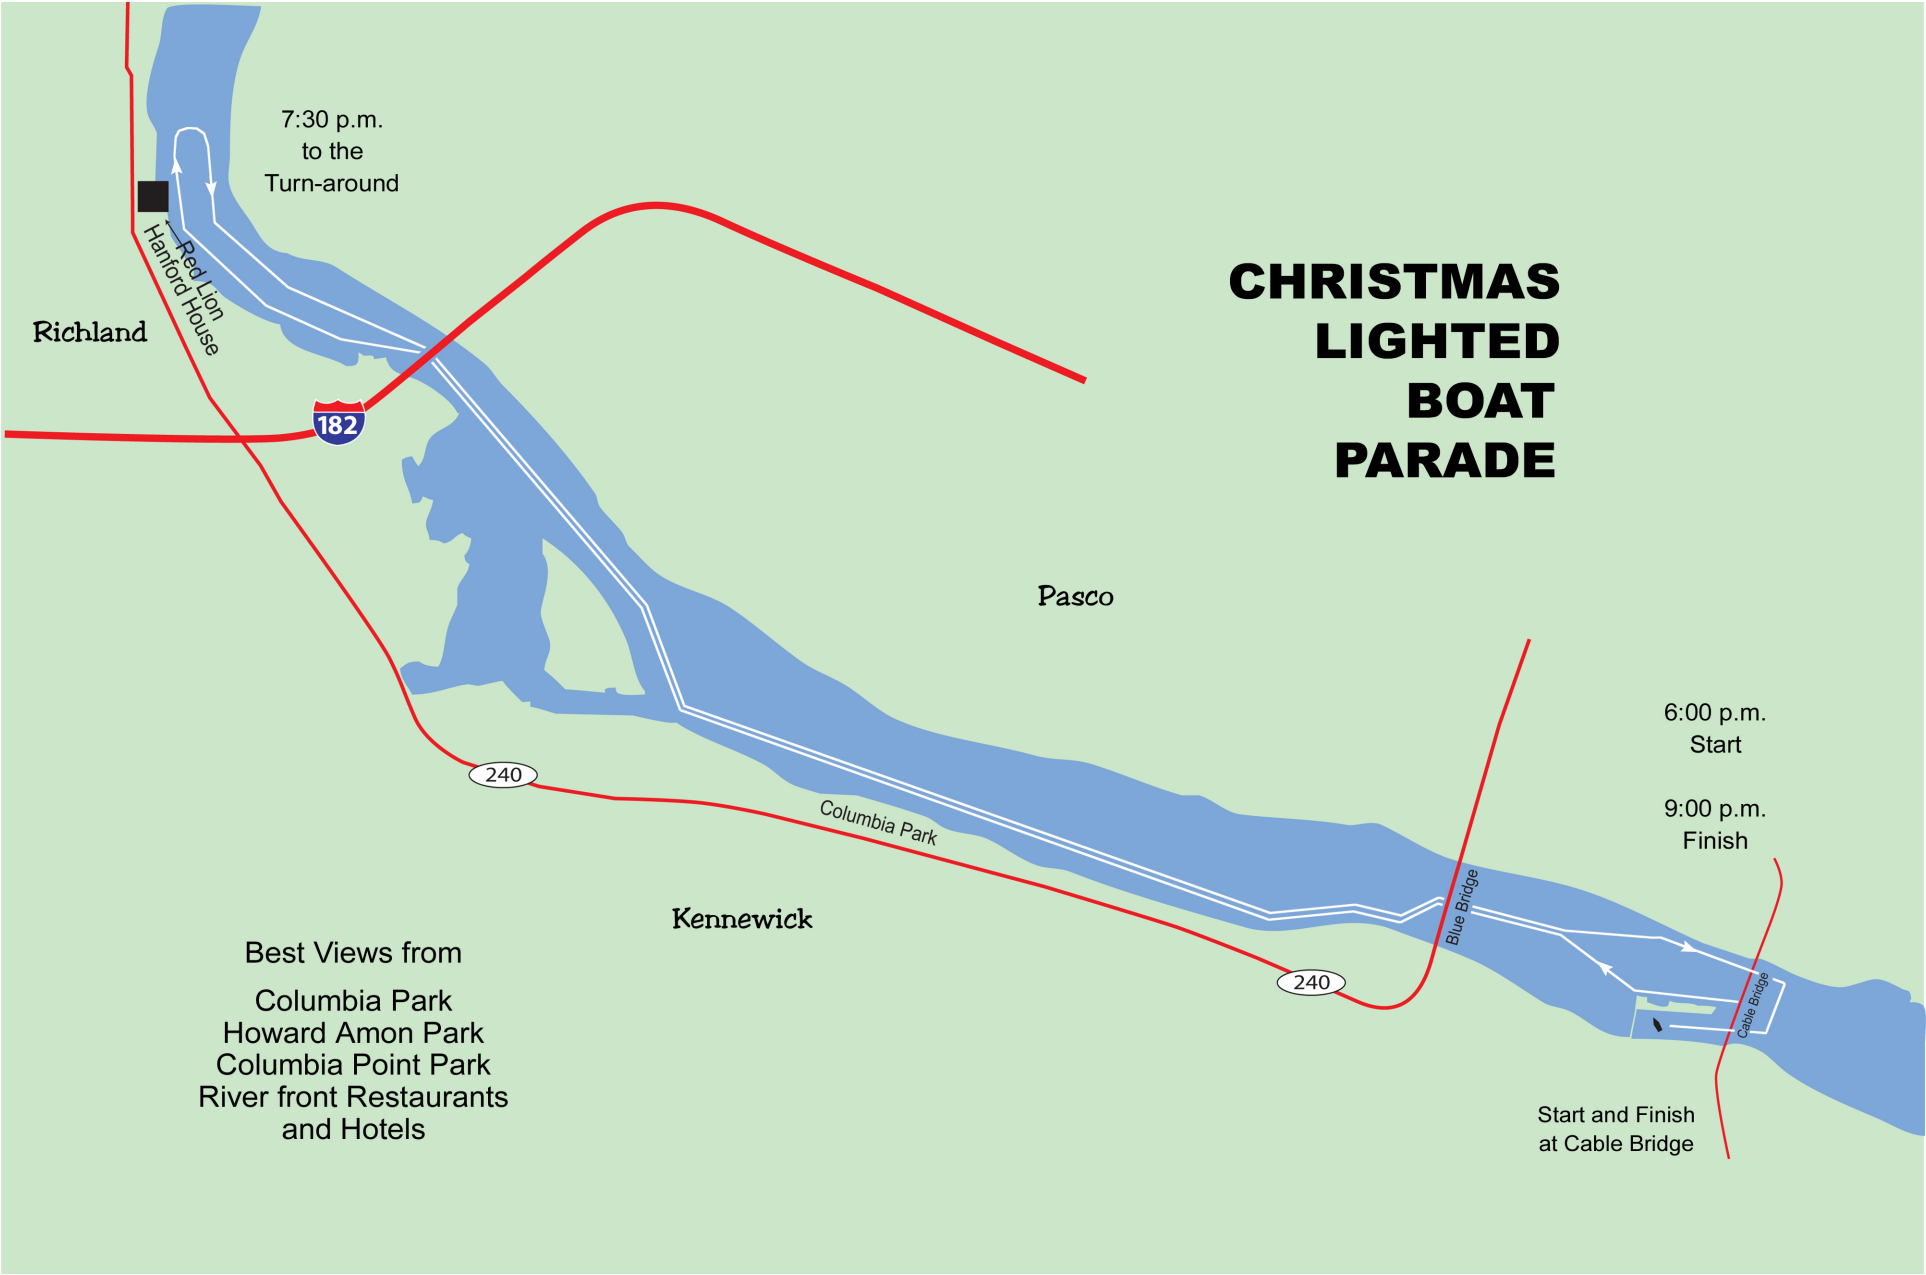 7:30 p.m.
to the
Turn-around
Red Lion
Hanford House
Richland
182
CHRISTMAS
LIGHTED
BOAT
PARADE
Pasco
6:00 p.m.
Start
9:00 p.m.
Finish
240
Columbia Park
Kennewick
Blue Bridge
240
Cable Bridge
Best Views from
Columbia Park
Howard Amon Park
Columbia Point Park
River front Restaurants
and Hotels
Start and Finish
at Cable Bridge